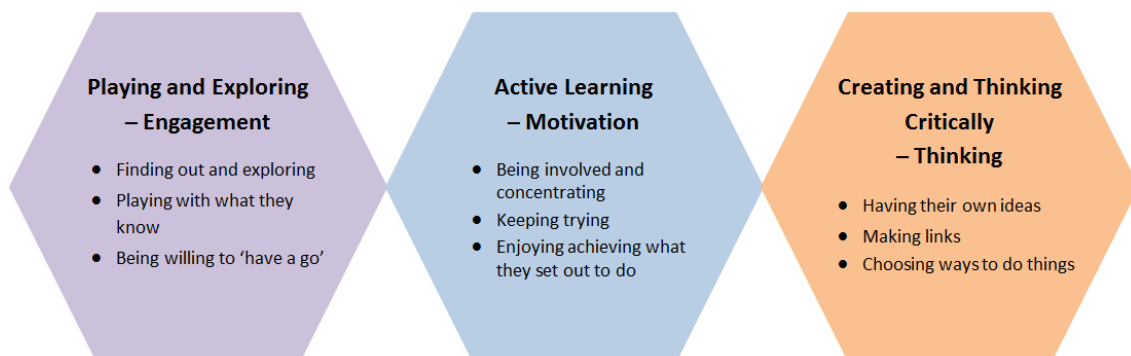 Playing and Exploring
– Engagement
● Finding out and exploring
● Playing with what they
know
● Being willing to ‘have a go’
Active Learning
– Motivation
● Being involved and
concentrating
● Keeping trying
● Enjoying achieving what
they set out to do
Creating and Thinking
Critically
– Thinking
● Having their own ideas
● Making links
● Choosing ways to do things